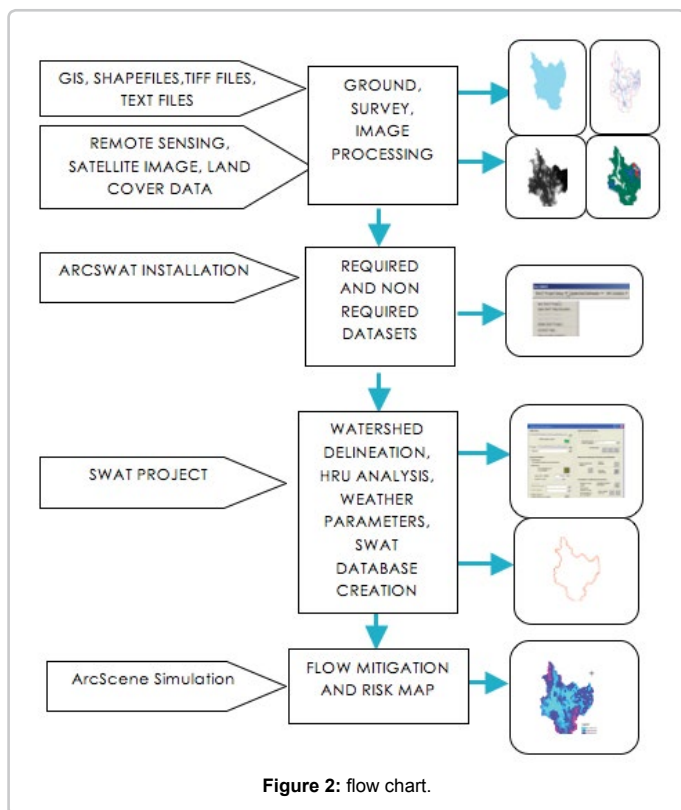 GIS, SHAPEFILES,TIFF FILES,
TEXT FILES
REMOTE SENSING,
SATELLITE IMAGE, LAND
COVER DATA
GROUND,
SURVEY,
IMAGE
PROCESSING
ARCSWAT INSTALLATION
REQUIRED
AND NON
REQUIRED
DATASETS
SWAT PROJECT
WATERSHED
DELINEATION,
HRU ANALYSIS,
WEATHER
PARAMETERS,
SWAT
DATABASE
CREATION
ArcScene Simulation
FLOW MITIGATION
AND RISK MAP
Figure 2: flow chart.